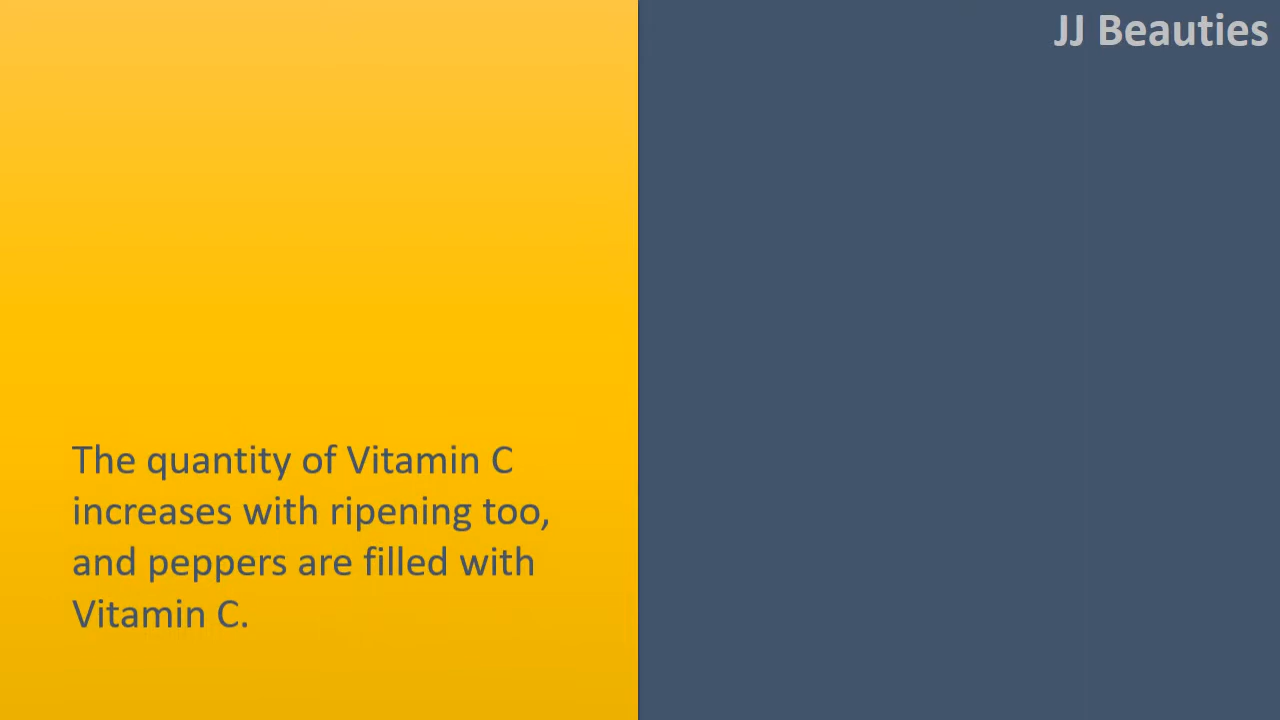 JJ Beauties
The quantity of Vitamin C
increases with ripening too,
and peppers are filled with
Vitamin C.